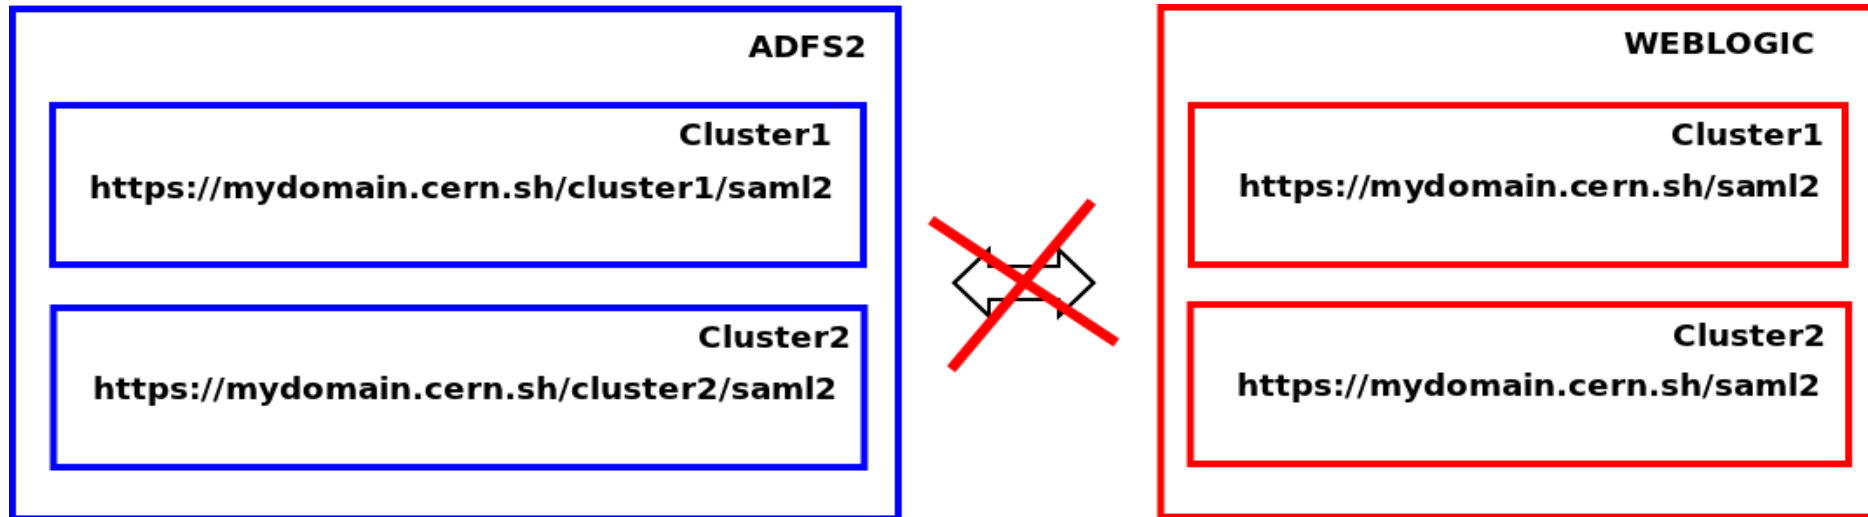 ADFS2
Cluster1
https://mydomain.cern.sh/cluster1/saml2
Cluster2
https://mydomain.cern.sh/cluster2/saml2
WEBLOGIC
Cluster1
https://mydomain.cern.sh/saml2
Cluster2
https://mydomain.cern.sh/saml2